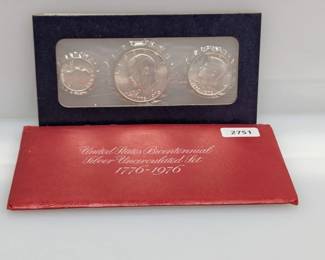 2751
United States Bicentennial
Silver Uncirculated Set
1776-1976